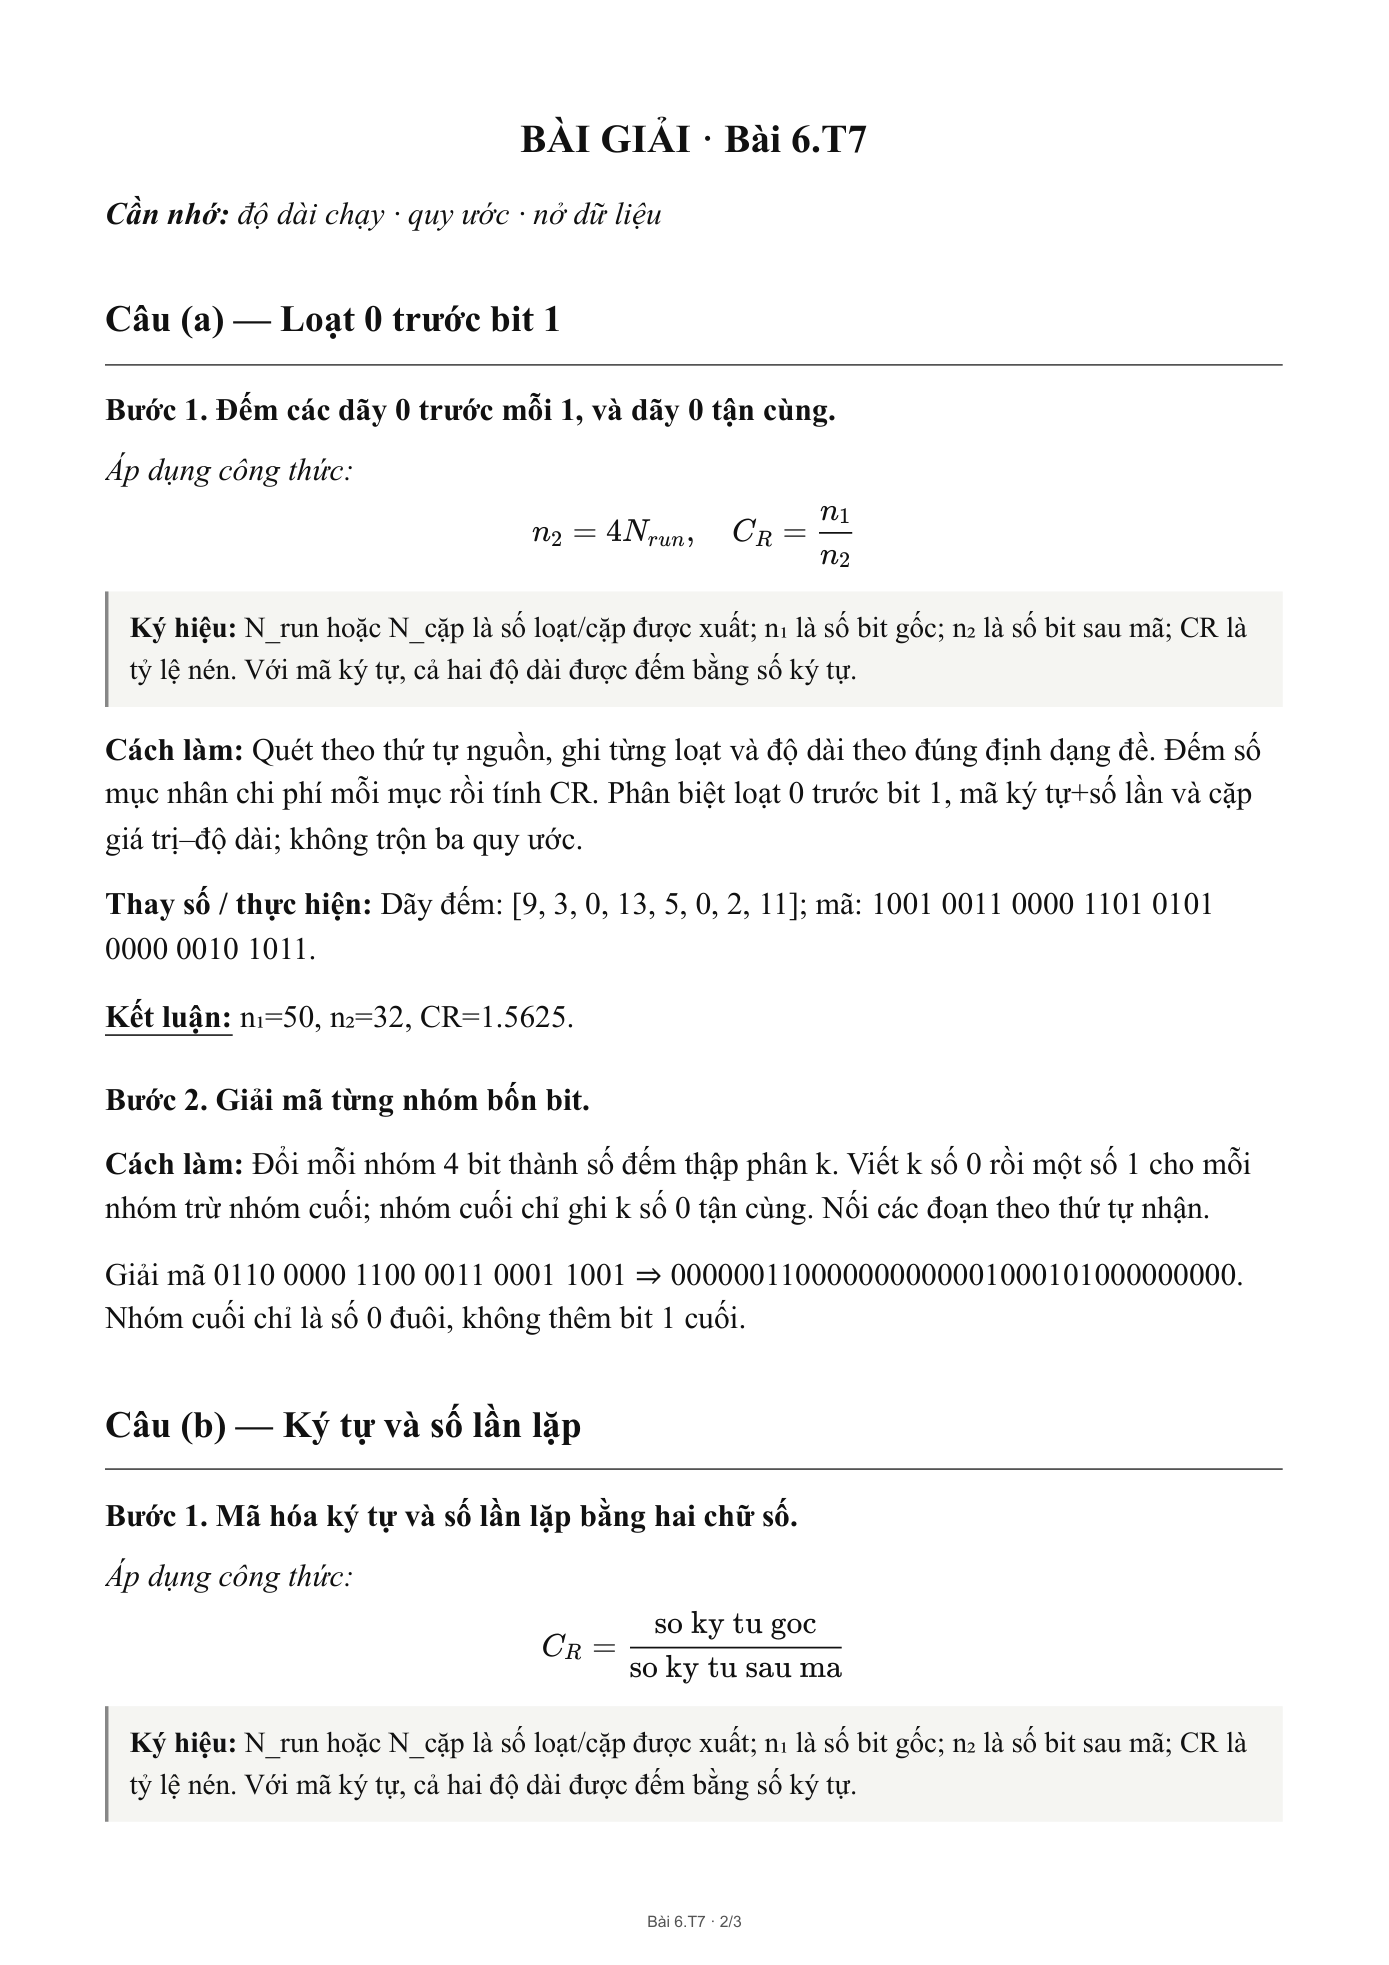 BÀI GIẢI · Bài 6.T7
Cần nhớ: độ dài chạy · quy ước · nở dữ liệu
Câu (a) — Loạt 0 trước bit 1
Bước 1. Đếm các dãy 0 trước mỗi 1, và dãy 0 tận cùng.
Áp dụng công thức:
n₂ = 4N_run,   C_R = n₁/n₂
Ký hiệu: N_run hoặc N_cặp là số loạt/cặp được xuất; n₁ là số bit gốc; n₂ là số bit sau mã; CR là
tỷ lệ nén. Với mã ký tự, cả hai độ dài được đếm bằng số ký tự.
Cách làm: Quét theo thứ tự nguồn, ghi từng loạt và độ dài theo đúng định dạng đề. Đếm số
mục nhân chi phí mỗi mục rồi tính CR. Phân biệt loạt 0 trước bit 1, mã ký tự+số lần và cặp
giá trị–độ dài; không trộn ba quy ước.
Thay số / thực hiện: Dãy đếm: [9, 3, 0, 13, 5, 0, 2, 11]; mã: 1001 0011 0000 1101 0101
0000 0010 1011.
Kết luận: n₁=50, n₂=32, CR=1.5625.
Bước 2. Giải mã từng nhóm bốn bit.
Cách làm: Đổi mỗi nhóm 4 bit thành số đếm thập phân k. Viết k số 0 rồi một số 1 cho mỗi
nhóm trừ nhóm cuối; nhóm cuối chỉ ghi k số 0 tận cùng. Nối các đoạn theo thứ tự nhận.
Giải mã 0110 0000 1100 0011 0001 1001 ⇒ 000000110000000000001000101000000000.
Nhóm cuối chỉ là số 0 đuôi, không thêm bit 1 cuối.
Câu (b) — Ký tự và số lần lặp
Bước 1. Mã hóa ký tự và số lần lặp bằng hai chữ số.
Áp dụng công thức:
C_R = so ky tu goc / so ky tu sau ma
Ký hiệu: N_run hoặc N_cặp là số loạt/cặp được xuất; n₁ là số bit gốc; n₂ là số bit sau mã; CR là
tỷ lệ nén. Với mã ký tự, cả hai độ dài được đếm bằng số ký tự.
Bài 6.T7 · 2/3